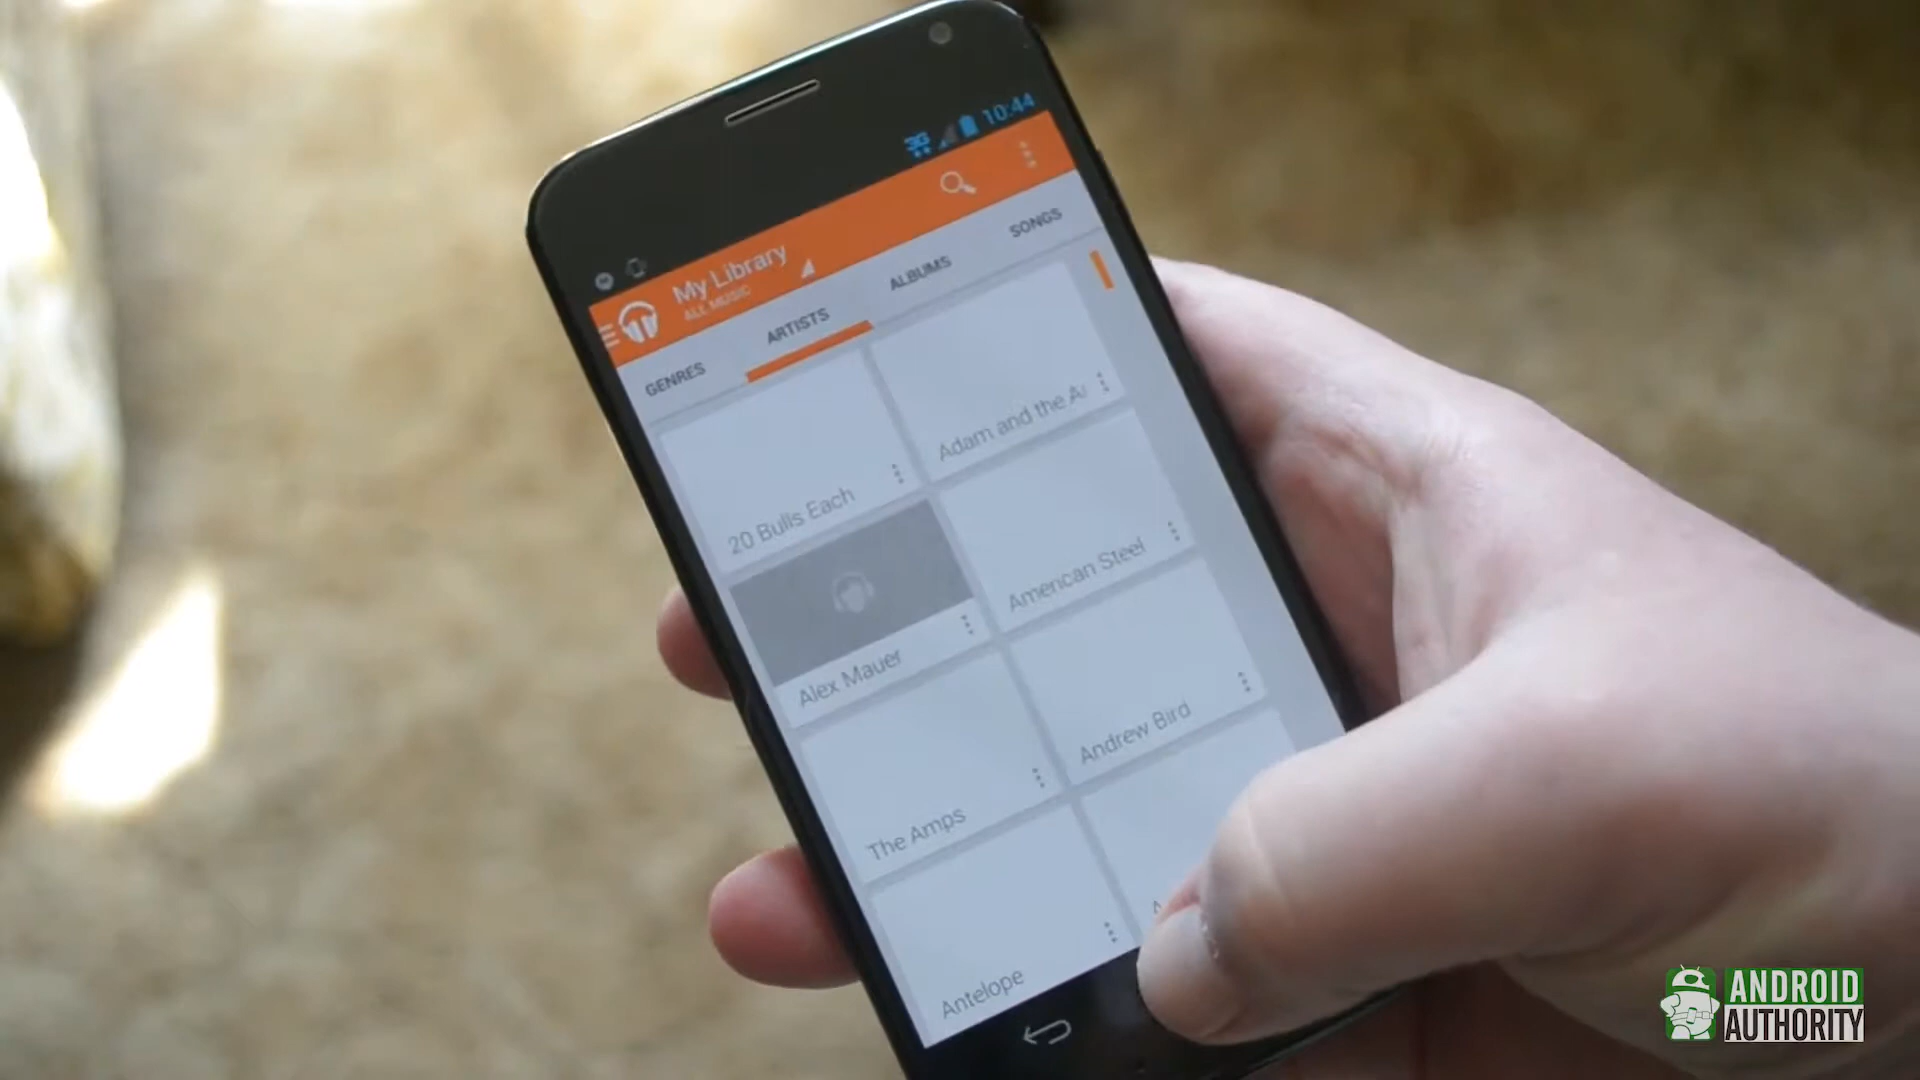 3G 10:44
My Library
ALL MUSIC
GENRES ARTISTS ALBUMS SONGS
20 Bulls Each
Adam and the A
Alex Mauer
American Steel
The Amps
Andrew Bird
Antelope
ANDROID
AUTHORITY